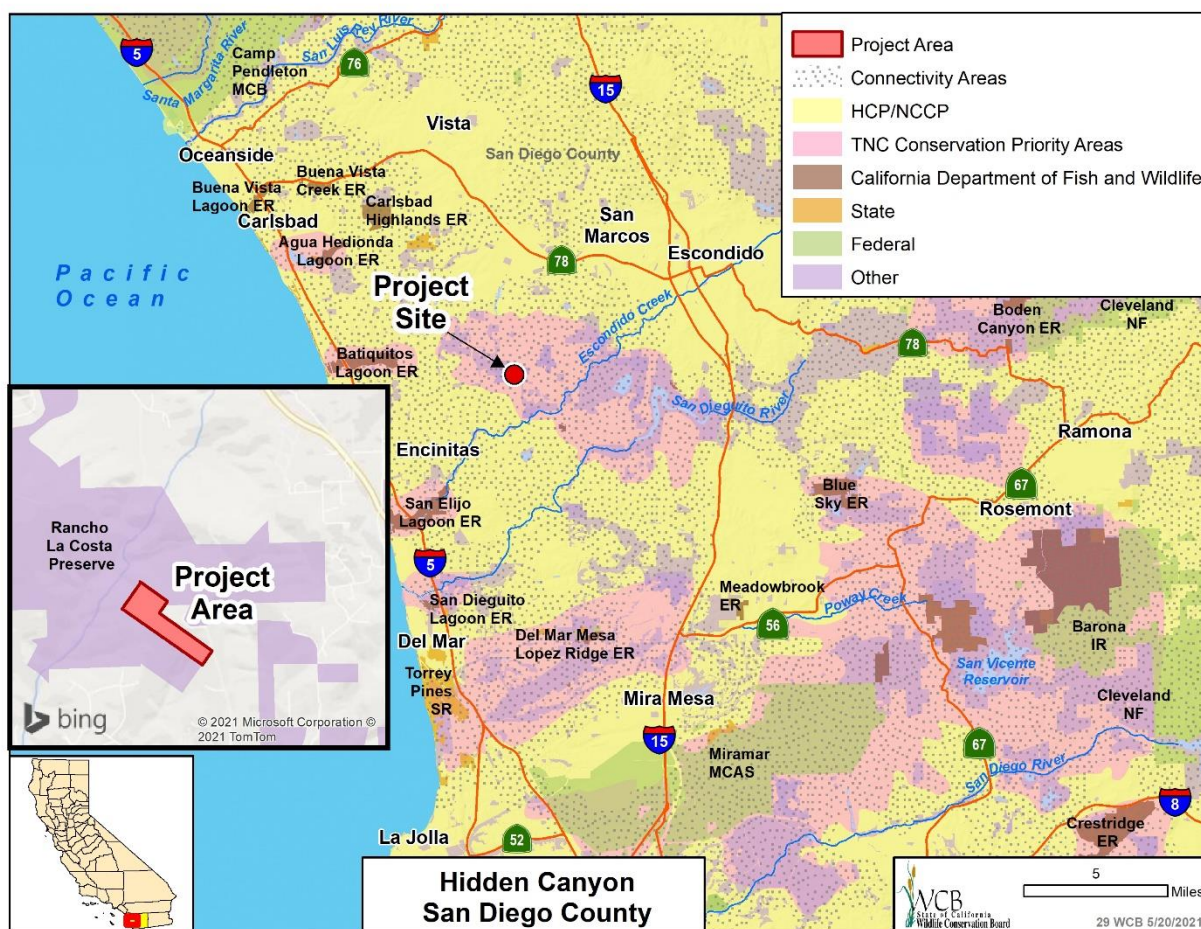 5
San Luis Rey River
Santa Margarita River
Camp
Pendleton
MCB
76
15
Vista
San Diego County
Oceanside
Buena Vista
Lagoon ER
Buena Vista
Creek ER
Carlsbad
Carlsbad
Highlands ER
Agua Hedionda
Lagoon ER
San
Marcos
Escondido
78
Pacific
Ocean
Project
Site
Escondido Creek
Batiquitos
Lagoon ER
San Dieguito River
78
Boden
Canyon ER
Cleveland
NF
Ramona
67
Rosemont
Blue
Sky ER
Encinitas
San Elijo
Lagoon ER
5
San Dieguito
Lagoon ER
Del Mar
Del Mar Mesa
Lopez Ridge ER
Torrey
Pines
SR
Meadowbrook
ER
56
Poway Creek
Barona
IR
San Vicente
Reservoir
Cleveland
NF
Mira Mesa
15
Miramar
MCAS
67
San Diego River
8
Crestridge
ER
La Jolla
52
Project Area
Connectivity Areas
HCP/NCCP
TNC Conservation Priority Areas
California Department of Fish and Wildlife
State
Federal
Other
Rancho
La Costa
Preserve
Project
Area
bing
© 2021 Microsoft Corporation ©
2021 TomTom
Hidden Canyon
San Diego County
WCB
State of California
Wildlife Conservation Board
5
Miles
29 WCB 5/20/2021